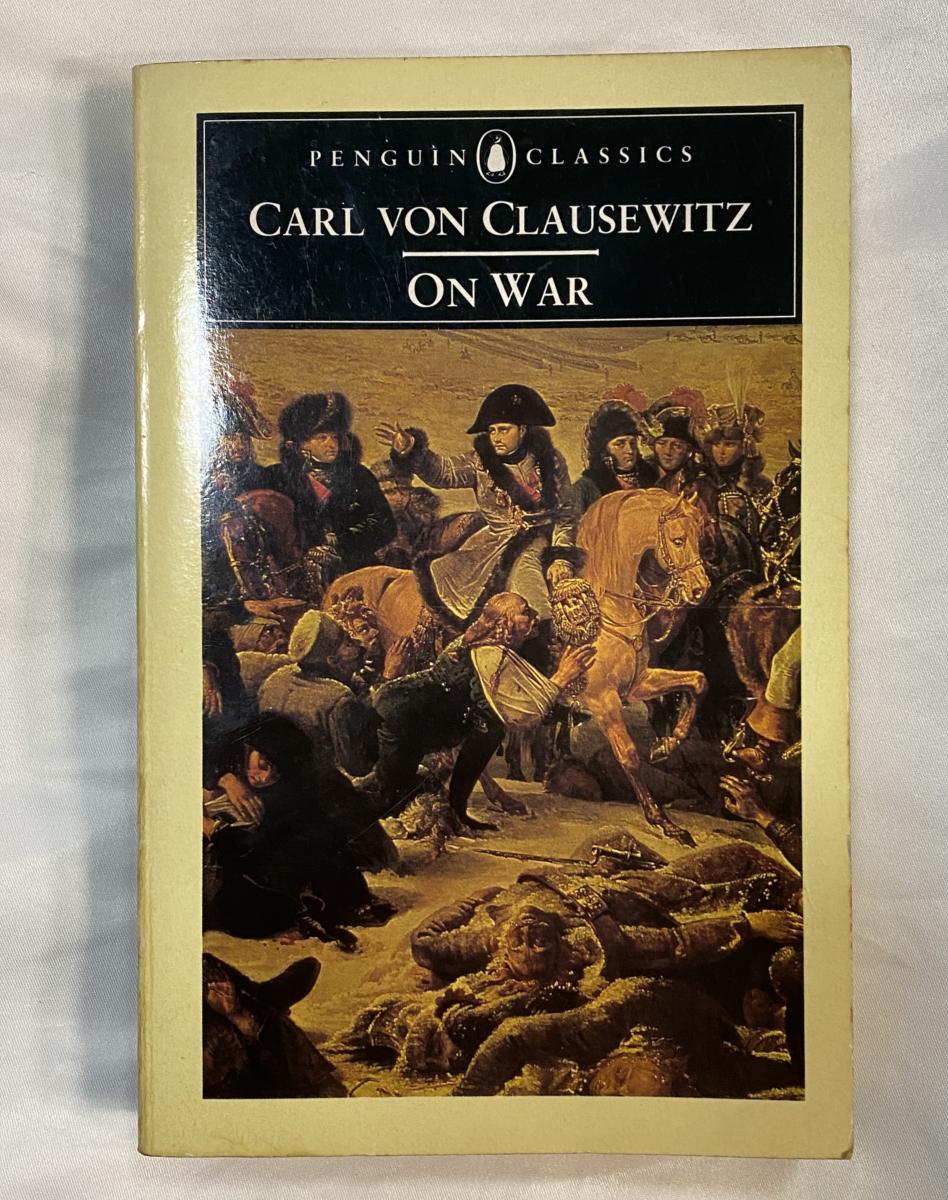 PENGUIN CLASSICS
CARL VON CLAUSEWITZ
ON WAR